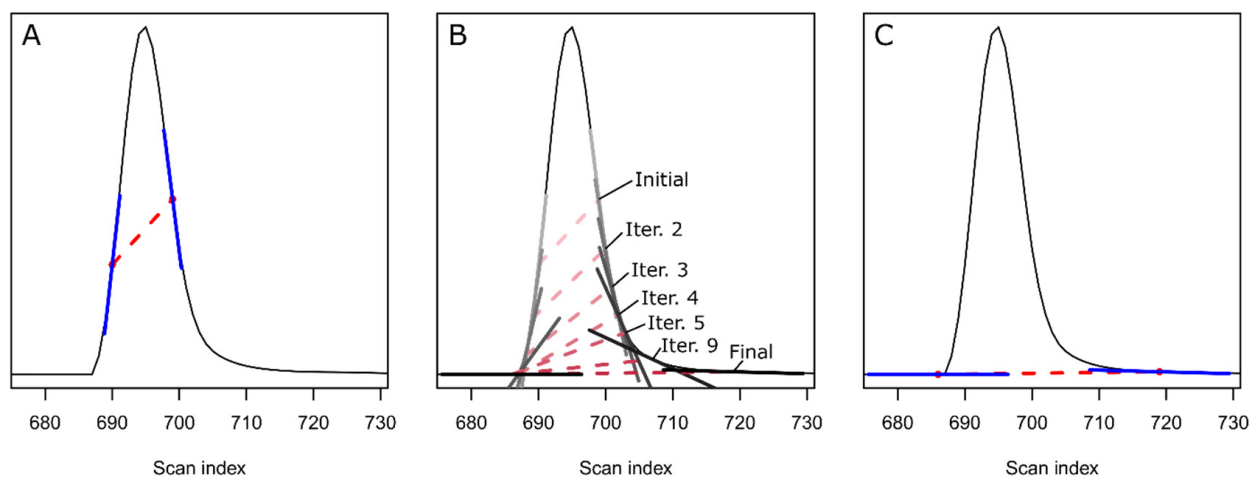 A
B
C
Initial
Iter. 2
Iter. 3
Iter. 4
Iter. 5
Iter. 9
Final
680 690 700 710 720 730
680 690 700 710 720 730
680 690 700 710 720 730
Scan index
Scan index
Scan index